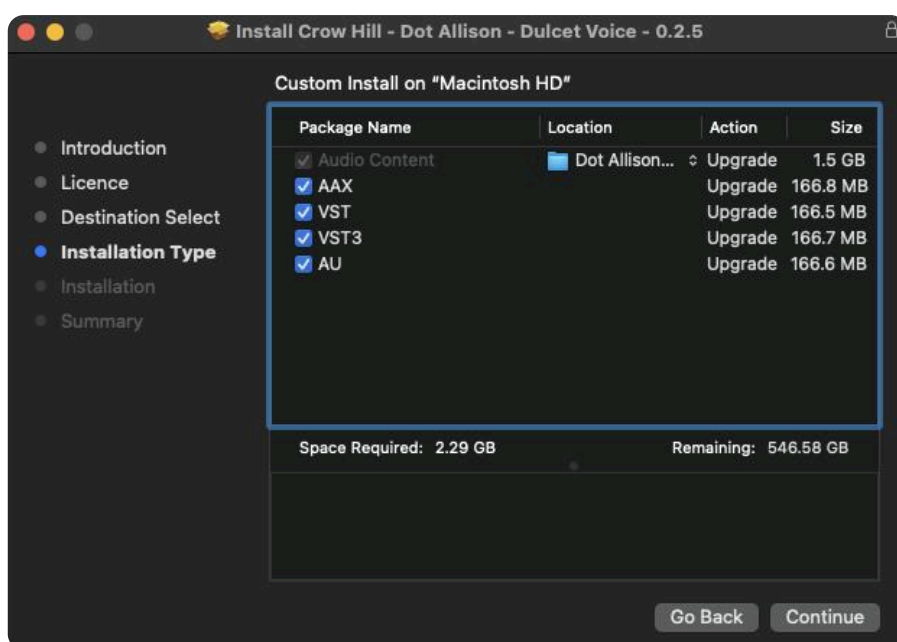 Install Crow Hill - Dot Allison - Dulcet Voice - 0.2.5
Custom Install on "Macintosh HD"
Introduction
Licence
Destination Select
Installation Type
Installation
Summary
Package Name Location Action Size
Audio Content Dot Allison... Upgrade 1.5 GB
AAX Upgrade 166.8 MB
VST Upgrade 166.5 MB
VST3 Upgrade 166.7 MB
AU Upgrade 166.6 MB
Space Required: 2.29 GB Remaining: 546.58 GB
Go Back Continue